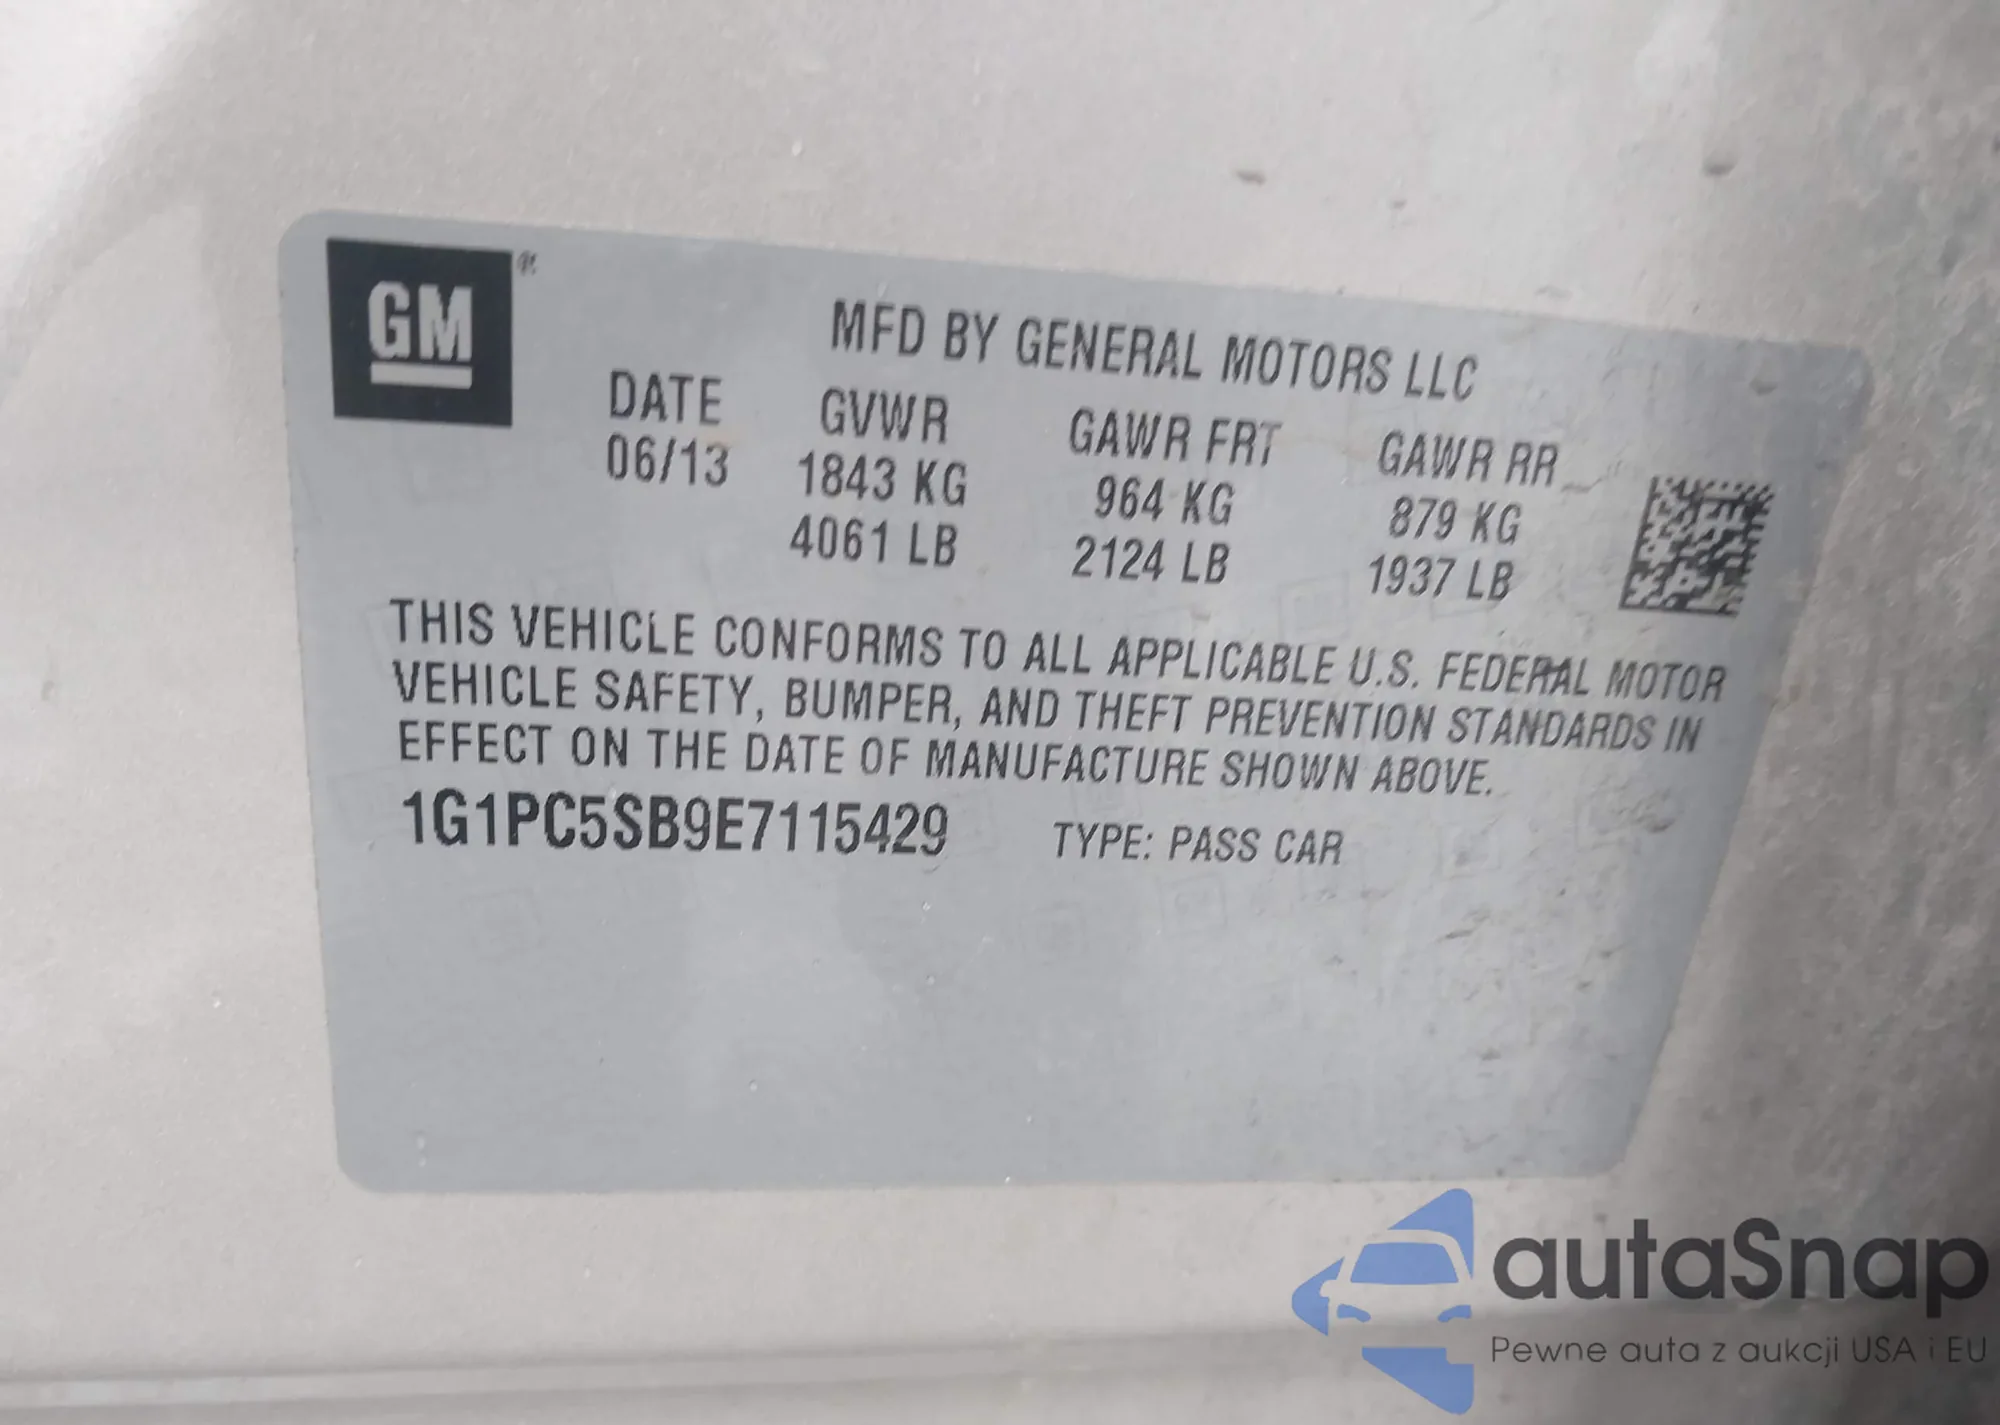 GM®
MFD BY GENERAL MOTORS LLC
DATE GVWR GAWR FRT GAWR RR
06/13 1843 KG 964 KG 879 KG
4061 LB 2124 LB 1937 LB
THIS VEHICLE CONFORMS TO ALL APPLICABLE U.S. FEDERAL MOTOR
VEHICLE SAFETY, BUMPER, AND THEFT PREVENTION STANDARDS IN
EFFECT ON THE DATE OF MANUFACTURE SHOWN ABOVE.
1G1PC5SB9E7115429 TYPE: PASS CAR
autaSnap
Pewne auta z aukcji USA i EU